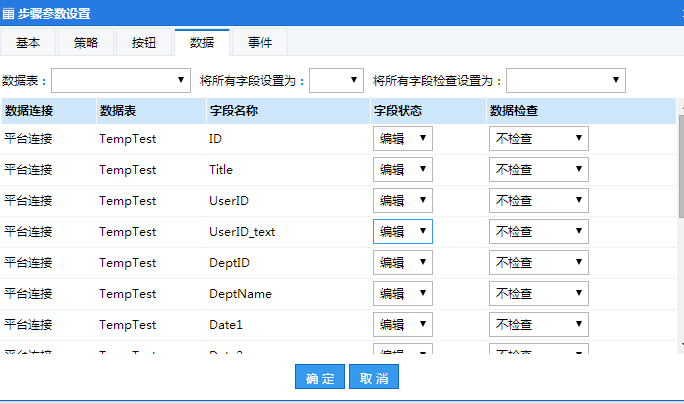 步骤参数设置
基本 策略 按钮 数据 事件
数据表： 将所有字段设置为： 将所有字段检查设置为：
数据连接 数据表 字段名称 字段状态 数据检查
平台连接 TempTest ID 编辑 不检查
平台连接 TempTest Title 编辑 不检查
平台连接 TempTest UserID 编辑 不检查
平台连接 TempTest UserID_text 编辑 不检查
平台连接 TempTest DeptID 编辑 不检查
平台连接 TempTest DeptName 编辑 不检查
平台连接 TempTest Date1 编辑 不检查
平台连接 TempTest Date2 编辑 不检查
确 定 取 消